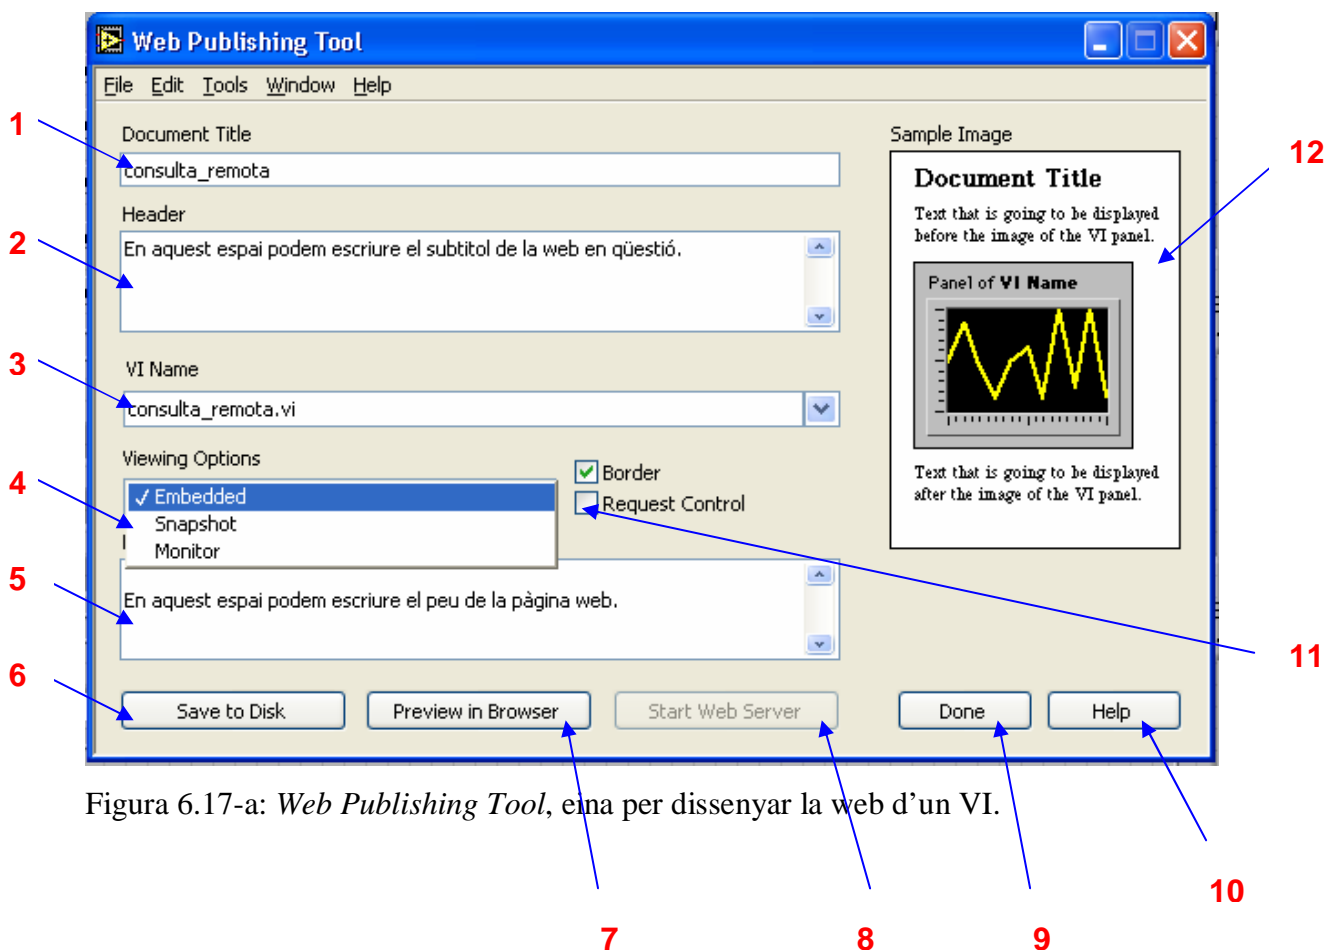 Web Publishing Tool
File Edit Tools Window Help
1
Document Title
consulta_remota
2
Header
En aquest espai podem escriure el subtitol de la web en qüestió.
3
VI Name
consulta_remota.vi
4
Viewing Options
✓ Embedded
Snapshot
Monitor
Border
Request Control
5
En aquest espai podem escriure el peu de la pàgina web.
6
Save to Disk
Preview in Browser
Start Web Server
Done
Help
Sample Image
12
Document Title
Text that is going to be displayed
before the image of the VI panel.
Panel of VI Name
Text that is going to be displayed
after the image of the VI panel.
11
Figura 6.17-a: Web Publishing Tool, eina per dissenyar la web d’un VI.
10
7
8
9